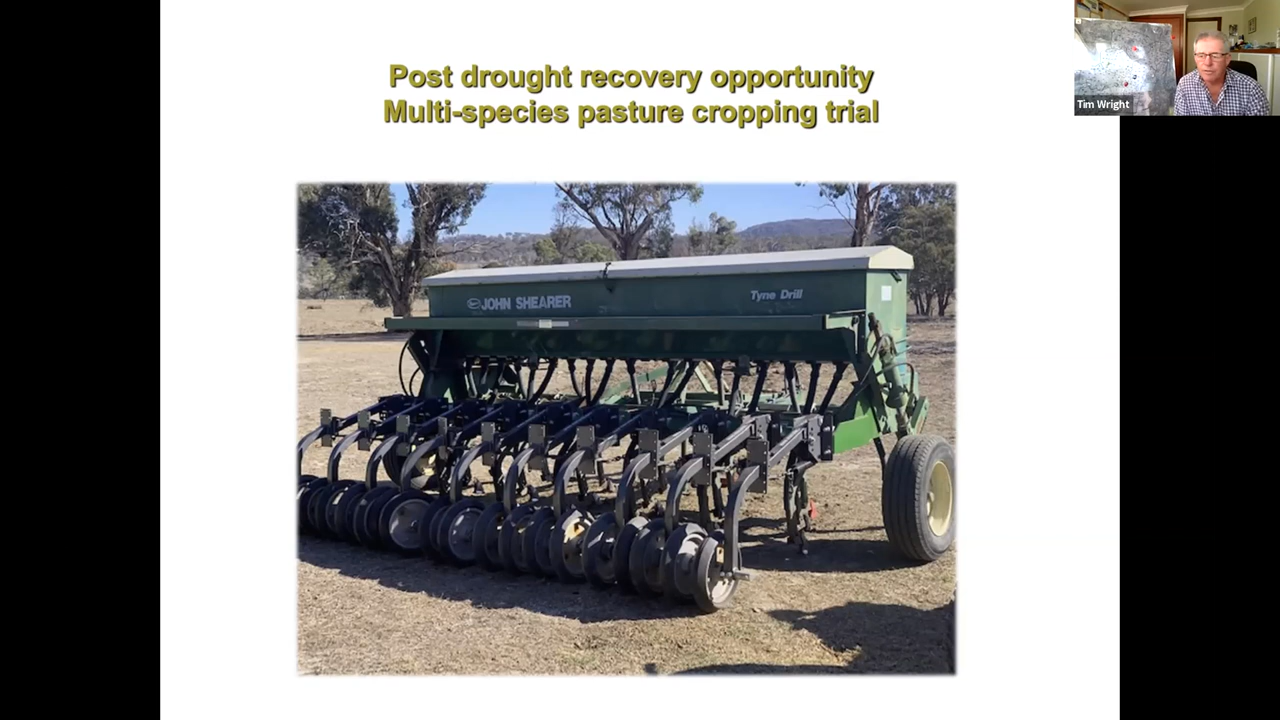 Post drought recovery opportunity
Multi-species pasture cropping trial
Tim Wright
JOHN SHEARER
Tyne Drill